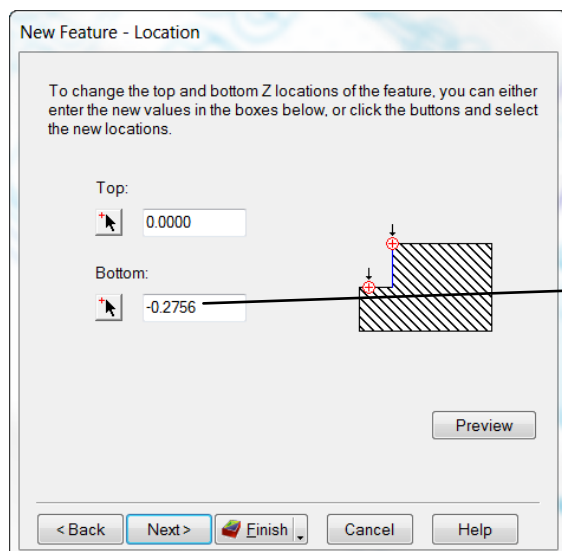 New Feature - Location
To change the top and bottom Z locations of the feature, you can either
enter the new values in the boxes below, or click the buttons and select
the new locations.
Top:
0.0000
Bottom:
-0.2756
Preview
< Back
Next >
Finish
Cancel
Help